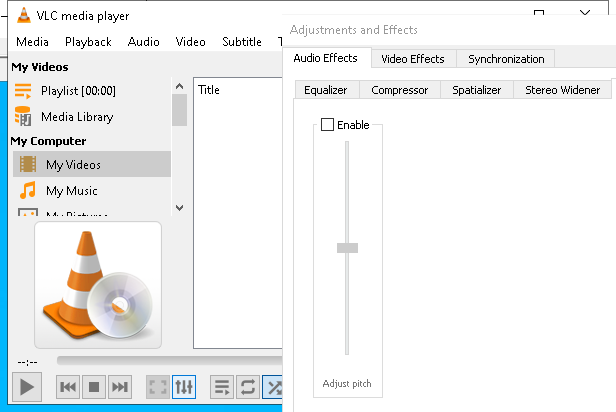 VLC media player
Media Playback Audio Video Subtitle T
My Videos
Playlist [00:00]
Media Library
My Computer
My Videos
My Music
My Pictures
Title
--:--
Adjustments and Effects
Audio Effects Video Effects Synchronization
Equalizer Compressor Spatializer Stereo Widener
Enable
Adjust pitch